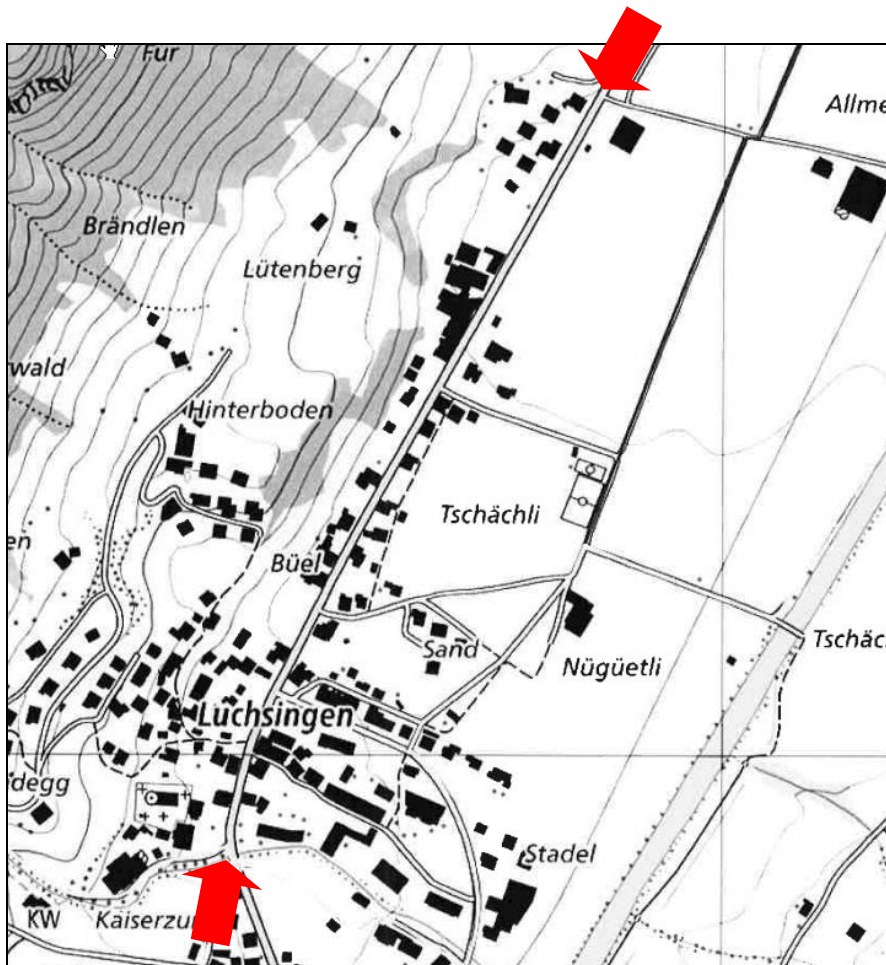 Fur
Allme
Brändlen
Lütenberg
wald
Hinterboden
Tschächli
en
Büel
Sand
Tschäc
Nügüetli
Luchsingen
degg
Stadel
KW
Kaiserzu